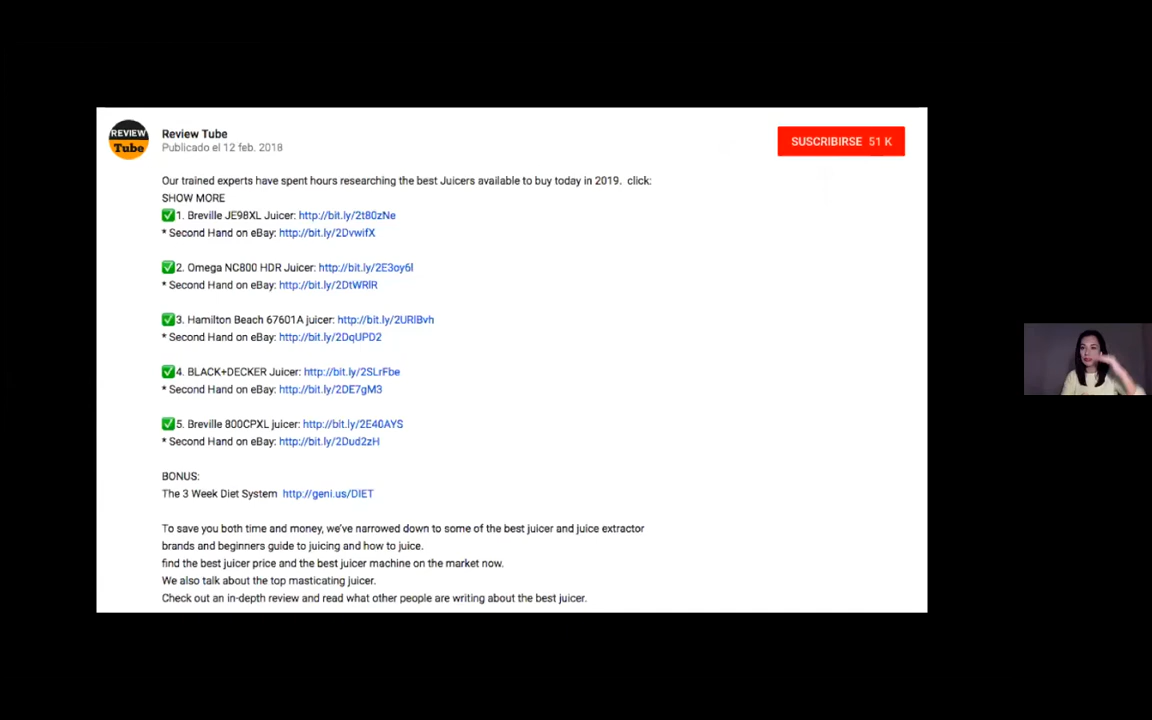 REVIEW
Tube
Review Tube
Publicado el 12 feb. 2018
SUSCRIBIRSE 51 K
Our trained experts have spent hours researching the best Juicers available to buy today in 2019. click:
SHOW MORE
✅1. Breville JE98XL Juicer: http://bit.ly/2t80zNe
* Second Hand on eBay: http://bit.ly/2DvwifX
✅2. Omega NC800 HDR Juicer: http://bit.ly/2E3oy6l
* Second Hand on eBay: http://bit.ly/2DtWRlR
✅3. Hamilton Beach 67601A juicer: http://bit.ly/2URlBvh
* Second Hand on eBay: http://bit.ly/2DqUPD2
✅4. BLACK+DECKER Juicer: http://bit.ly/2SLrFbe
* Second Hand on eBay: http://bit.ly/2DE7gM3
✅5. Breville 800CPXL juicer: http://bit.ly/2E40AYS
* Second Hand on eBay: http://bit.ly/2Dud2zH
BONUS:
The 3 Week Diet System http://geni.us/DIET
To save you both time and money, we've narrowed down to some of the best juicer and juice extractor
brands and beginners guide to juicing and how to juice.
find the best juicer price and the best juicer machine on the market now.
We also talk about the top masticating juicer.
Check out an in-depth review and read what other people are writing about the best juicer.